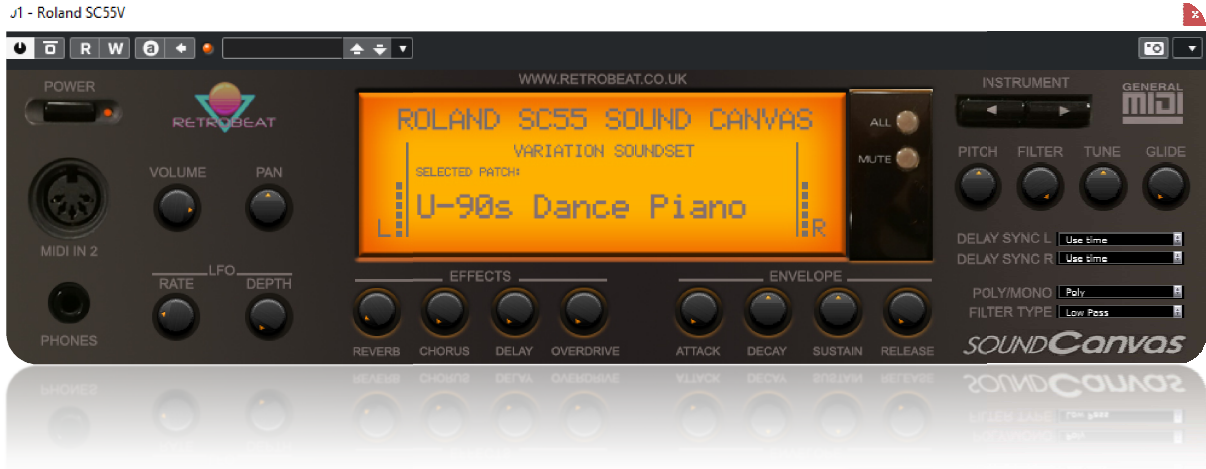 01 - Roland SC55V
R W a
WWW.RETROBEAT.CO.UK
POWER
RETROBEAT
ROLAND SC55 SOUND CANVAS
VARIATION SOUNDSET
SELECTED PATCH:
U-90s Dance Piano
L
R
ALL
MUTE
INSTRUMENT
GENERAL
MIDI
VOLUME PAN
PITCH FILTER TUNE GLIDE
MIDI IN 2
DELAY SYNC L Use time
DELAY SYNC R Use time
LFO
RATE DEPTH
EFFECTS
ENVELOPE
POLY/MONO Poly
FILTER TYPE Low Pass
PHONES
REVERB CHORUS DELAY OVERDRIVE
ATTACK DECAY SUSTAIN RELEASE
SOUNDCanvas